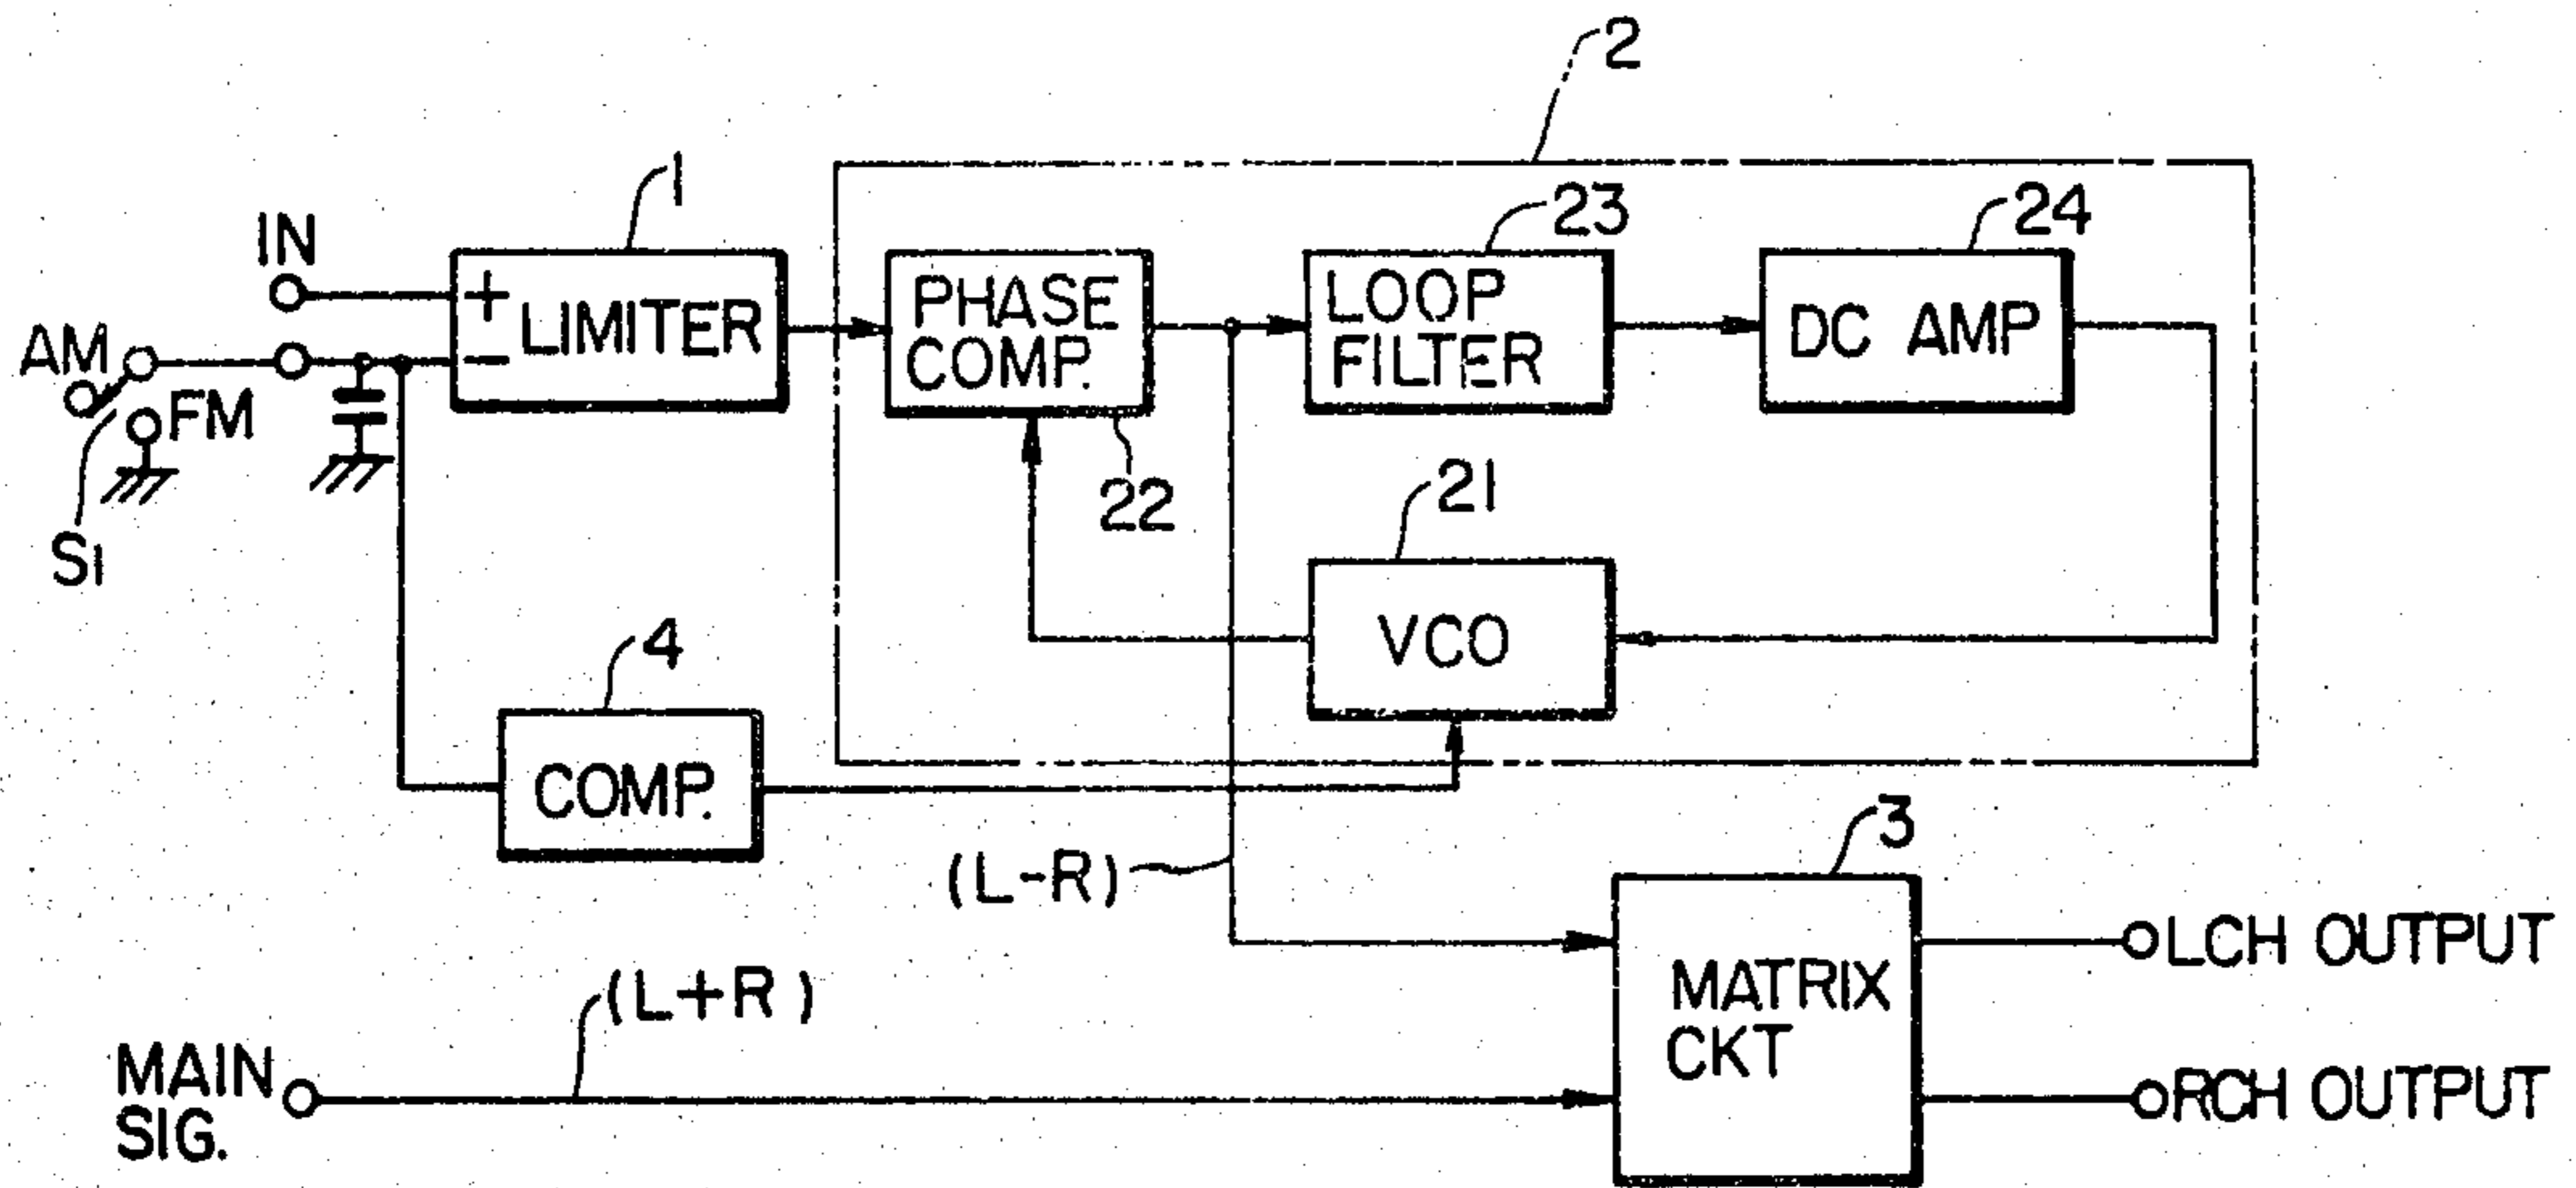 2
1
23
24
IN
+
LIMITER
−
PHASE
COMP.
LOOP
FILTER
DC AMP
AM
FM
S1
22
21
VCO
4
COMP.
3
(L-R)
LCH OUTPUT
MATRIX
CKT
(L+R)
MAIN
SIG.
RCH OUTPUT